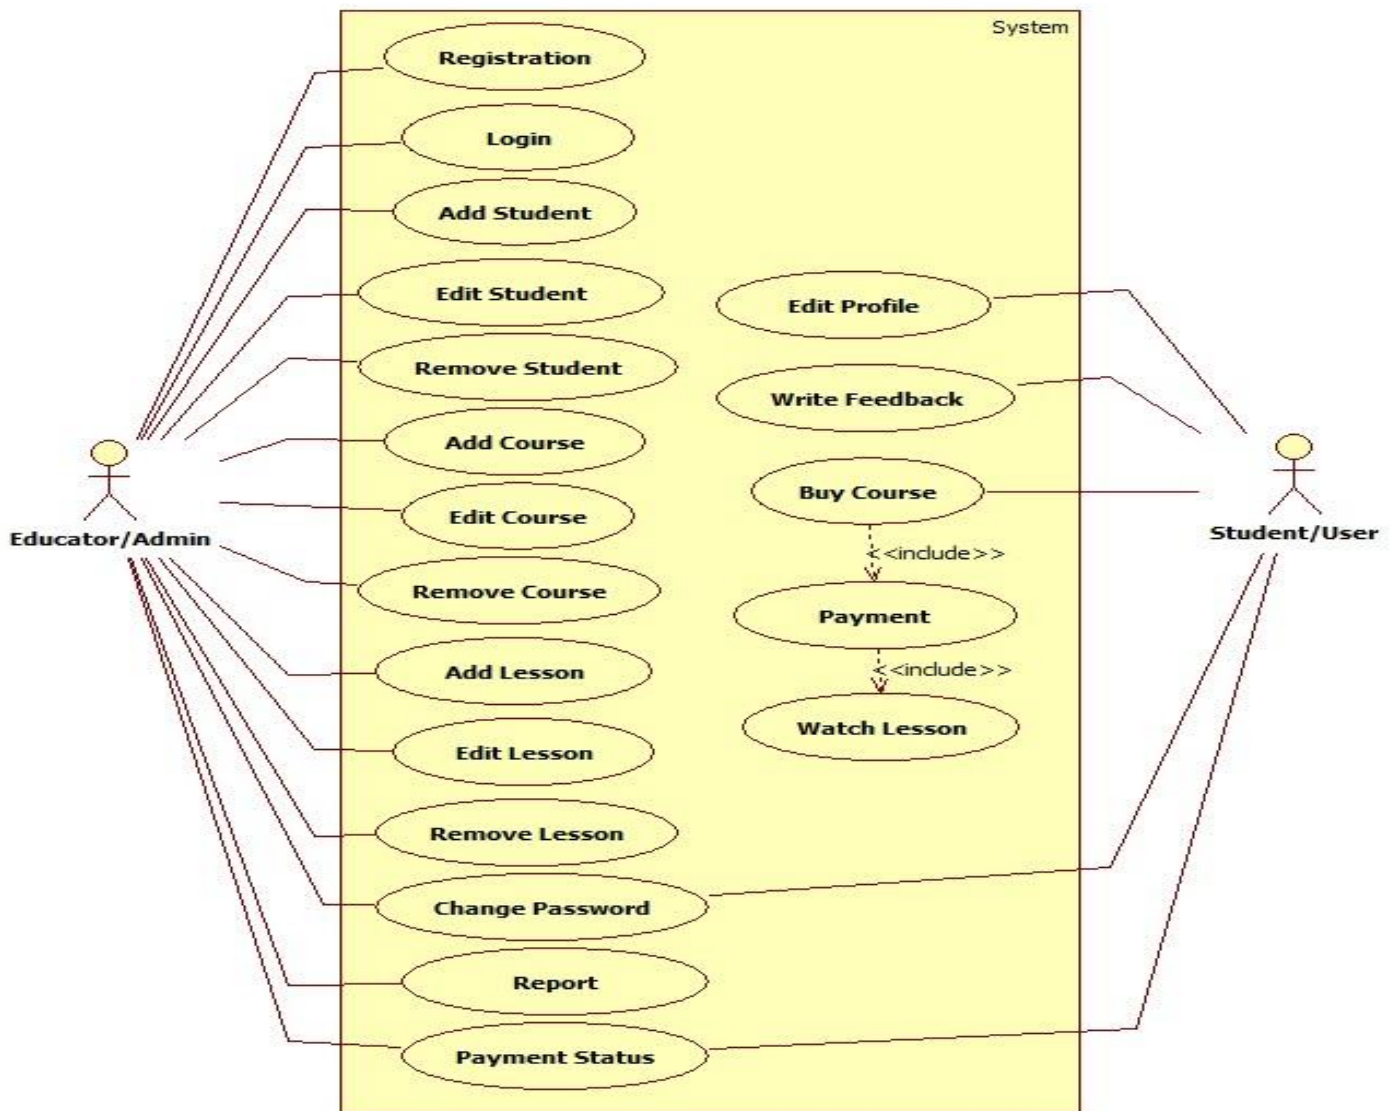 System
Registration
Login
Add Student
Edit Student
Remove Student
Add Course
Edit Course
Remove Course
Add Lesson
Edit Lesson
Remove Lesson
Change Password
Report
Payment Status
Educator/Admin
Edit Profile
Write Feedback
Buy Course
<<include>>
Payment
<<include>>
Watch Lesson
Student/User